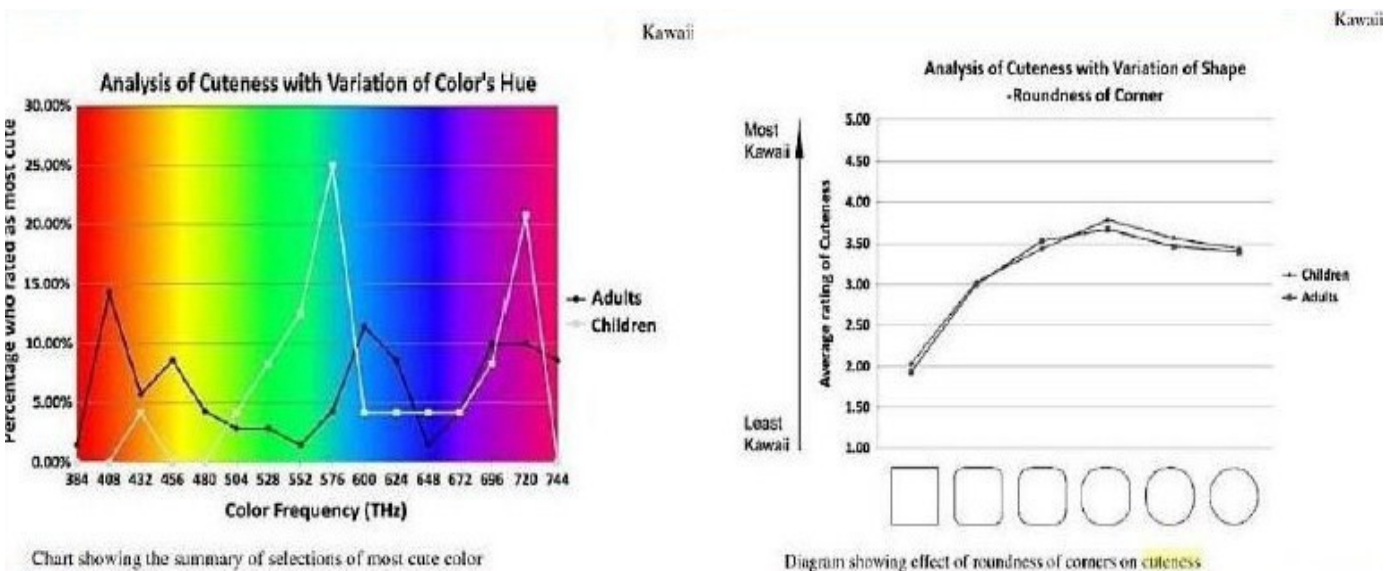 Kawaii
Analysis of Cuteness with Variation of Color's Hue
Percentage who rated as most cute
30.00%
25.00%
20.00%
15.00%
10.00%
5.00%
0.00%
384 408 432 456 480 504 528 552 576 600 624 648 672 696 720 744
Color Frequency (THz)
Adults
Children
Chart showing the summary of selections of most cute color
Kawaii
Analysis of Cuteness with Variation of Shape
-Roundness of Corner
Most
Kawaii
Least
Kawaii
Average rating of Cuteness
5.00
4.50
4.00
3.50
3.00
2.50
2.00
1.50
1.00
Children
Adults
Diagram showing effect of roundness of corners on cuteness